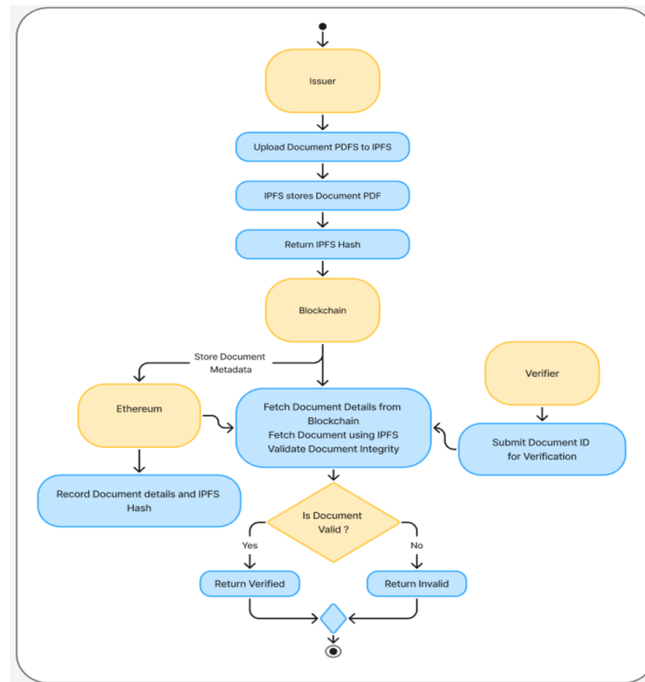 Issuer
Upload Document PDFS to IPFS
IPFS stores Document PDF
Return IPFS Hash
Blockchain
Store Document
Metadata
Ethereum
Verifier
Fetch Document Details from
Blockchain
Fetch Document using IPFS
Validate Document Integrity
Submit Document ID
for Verification
Record Document details and IPFS
Hash
Is Document
Valid ?
Yes
No
Return Verified
Return Invalid